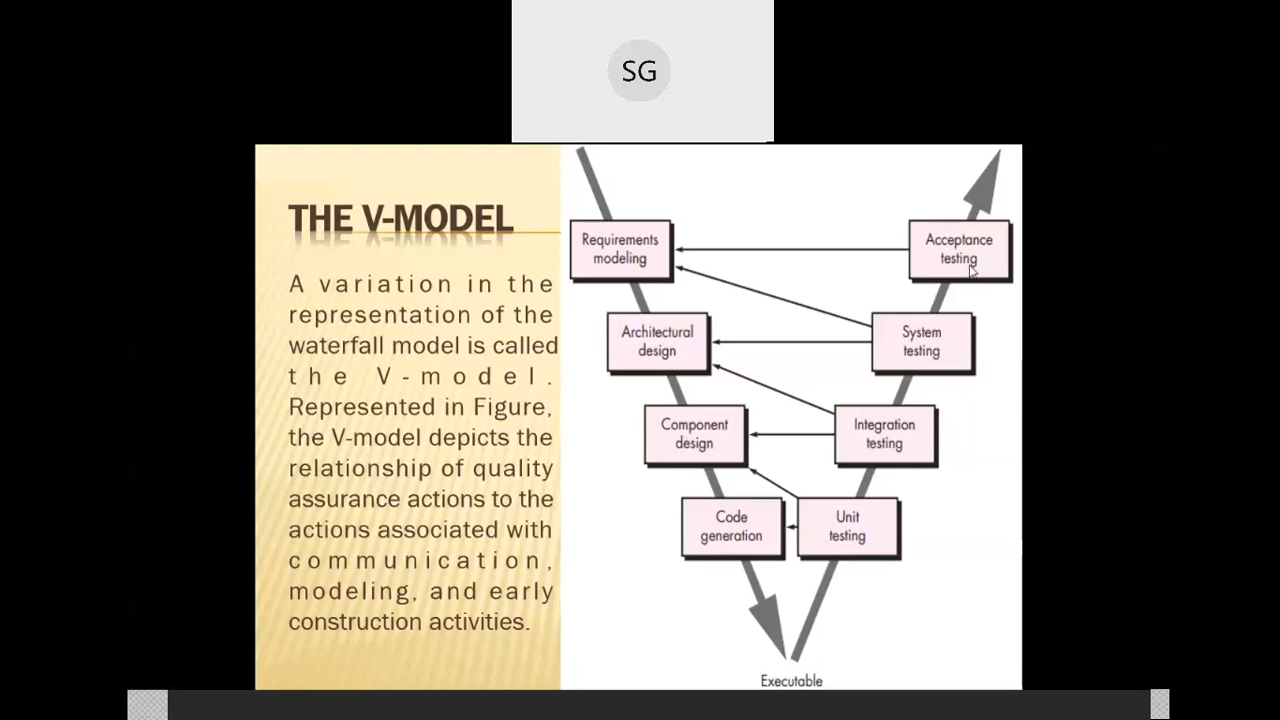 SG
THE V-MODEL
A variation in the
representation of the
waterfall model is called
the V-model.
Represented in Figure,
the V-model depicts the
relationship of quality
assurance actions to the
actions associated with
communication,
modeling, and early
construction activities.
Requirements
modeling
Acceptance
testing
Architectural
design
System
testing
Component
design
Integration
testing
Code
generation
Unit
testing
Executable